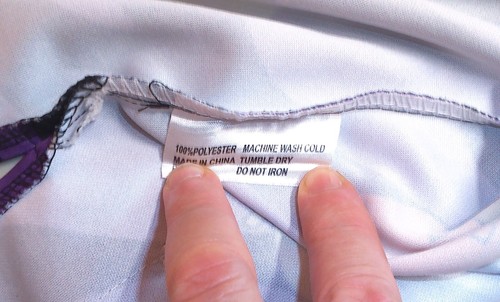 100%POLYESTER MACHINE WASH COLD
MADE IN CHINA TUMBLE DRY
DO NOT IRON